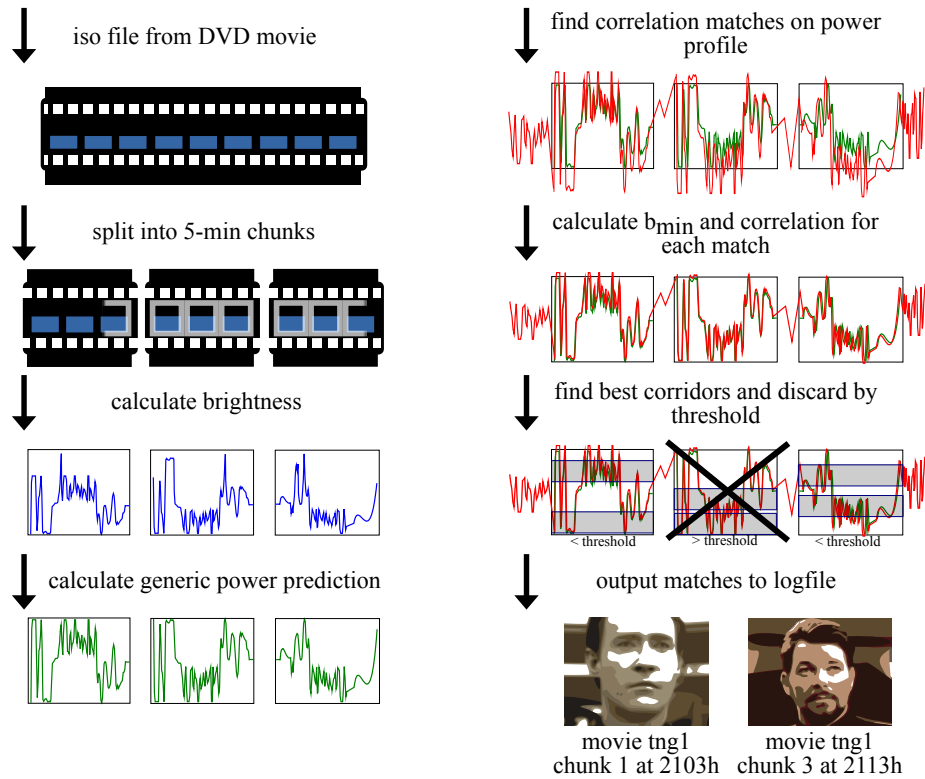 iso file from DVD movie
split into 5-min chunks
calculate brightness
calculate generic power prediction
find correlation matches on power
profile
calculate bmin and correlation for
each match
find best corridors and discard by
threshold
< threshold
> threshold
< threshold
output matches to logfile
movie tng1
chunk 1 at 2103h
movie tng1
chunk 3 at 2113h